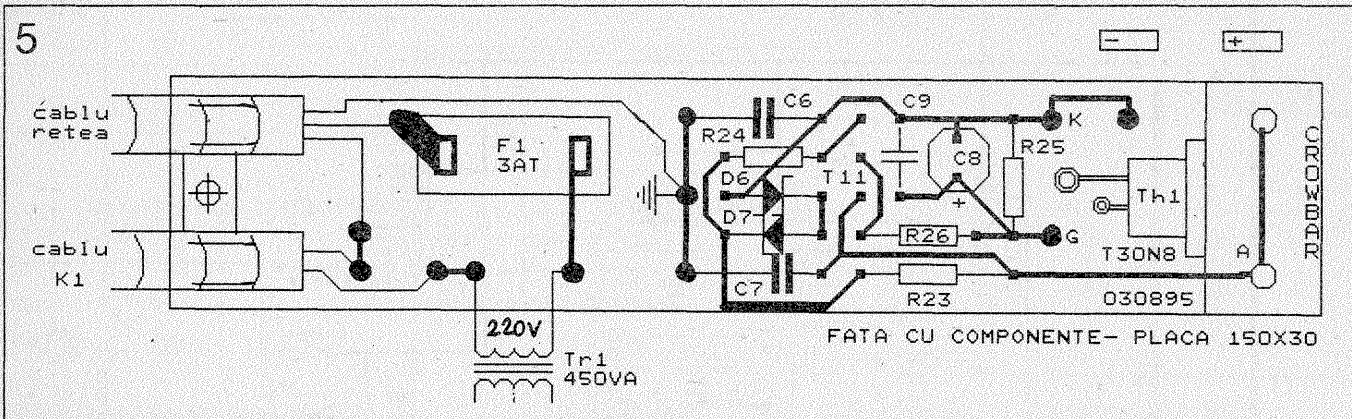 5
- +
cablu
retea
F1
3AT
C6
R24
D6
D7
C7
T11
C9
C8
+
R25
R26
R23
K
G
Th1
T30N8
A
CROWBAR
cablu
K1
030895
220V
Tr1
450VA
FATA CU COMPONENTE- PLACA 150X30